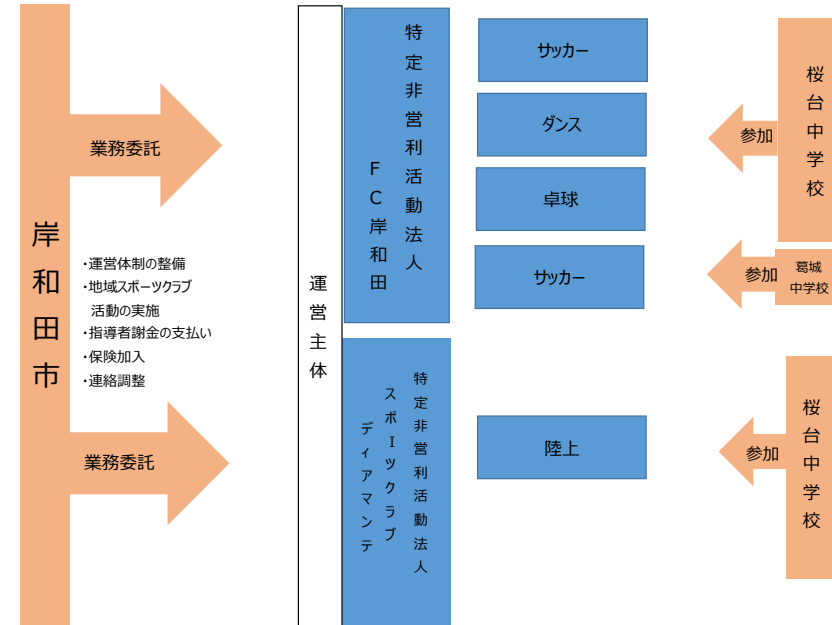 岸和田市
業務委託
・運営体制の整備
・地域スポーツクラブ
活動の実施
・指導者謝金の支払い
・保険加入
・連絡調整
業務委託
運営主体
特定非営利活動法人
FC岸和田
サッカー
ダンス
卓球
サッカー
特定非営利活動法人
スポーツクラブ
ディアマンテ
陸上
参加
桜台中学校
参加
葛城
中学校
参加
桜台中学校